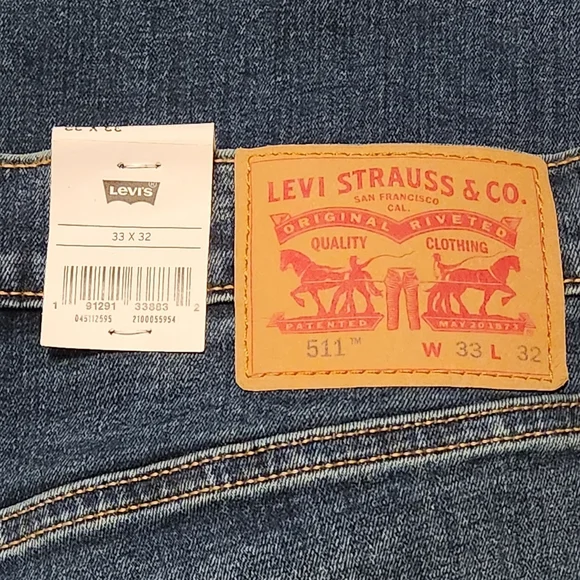 33 X 32
LEVI'S
33 X 32
1 91291 33883 2
045112595 2100055954
LEVI STRAUSS & CO.
SAN FRANCISCO
CAL.
ORIGINAL RIVETED
QUALITY CLOTHING
PATENTED MAY 20 1873
511™ W 33 L 32